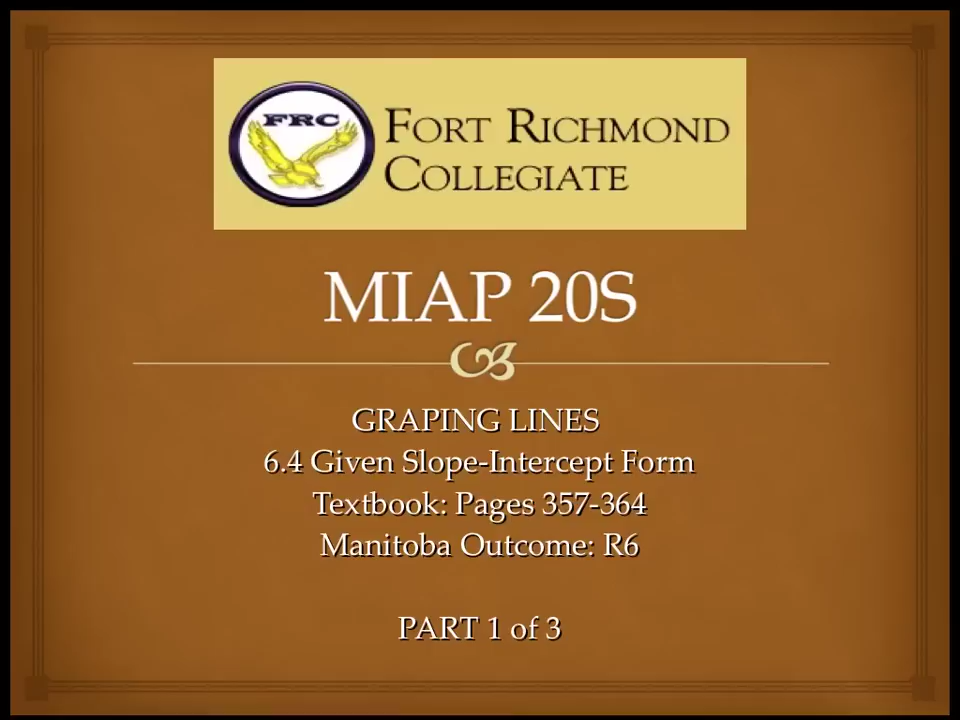 FRC
FORT RICHMOND
COLLEGIATE
MIAP 20S
GRAPING LINES
6.4 Given Slope-Intercept Form
Textbook: Pages 357-364
Manitoba Outcome: R6
PART 1 of 3